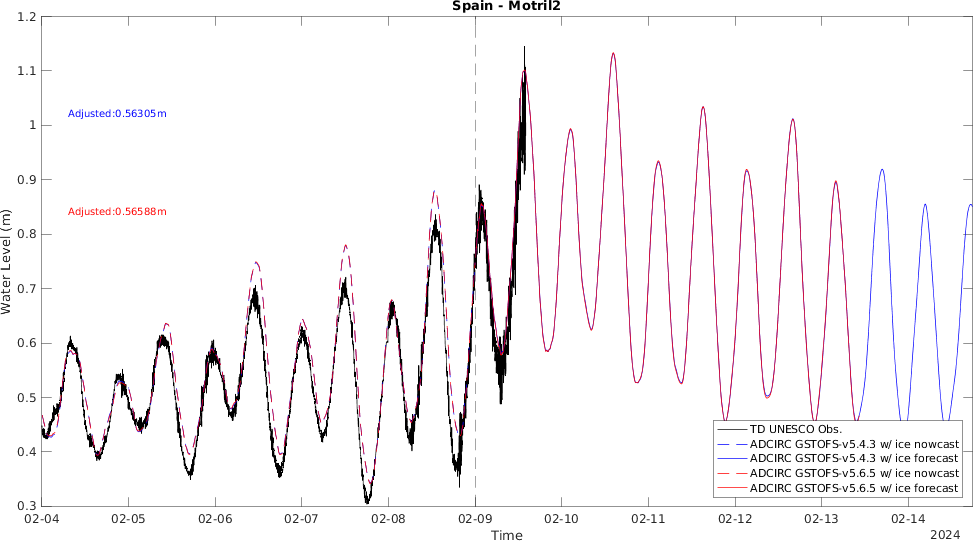 Spain - Motril2
1.2
1.1
1
0.9
0.8
0.7
0.6
0.5
0.4
0.3
Water Level (m)
Adjusted:0.56305m
Adjusted:0.56588m
TD UNESCO Obs.
ADCIRC GSTOFS-v5.4.3 w/ ice nowcast
ADCIRC GSTOFS-v5.4.3 w/ ice forecast
ADCIRC GSTOFS-v5.6.5 w/ ice nowcast
ADCIRC GSTOFS-v5.6.5 w/ ice forecast
02-04 02-05 02-06 02-07 02-08 02-09 02-10 02-11 02-12 02-13 02-14
Time
2024